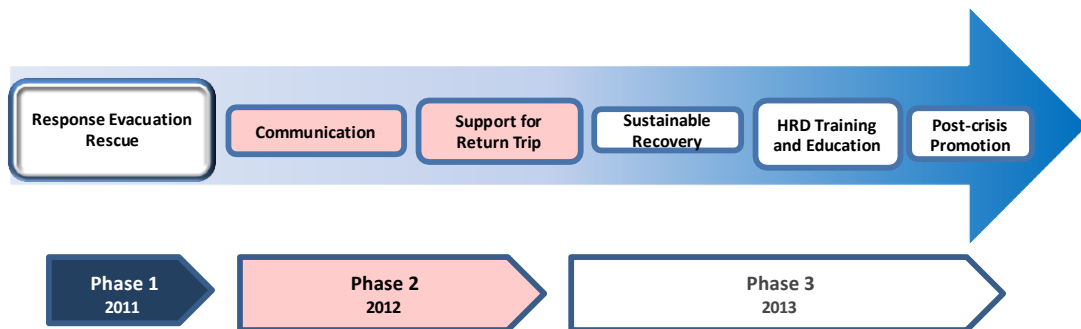 Response Evacuation
Rescue
Communication
Support for
Return Trip
Sustainable
Recovery
HRD Training
and Education
Post-crisis
Promotion
Phase 1
2011
Phase 2
2012
Phase 3
2013